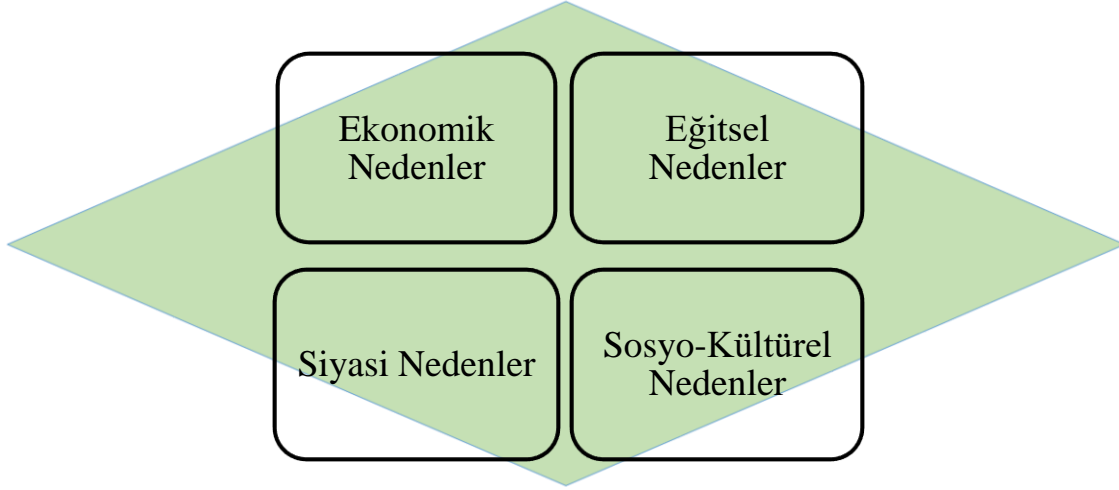 Ekonomik
Nedenler
Eğitsel
Nedenler
Siyasi Nedenler
Sosyo-Kültürel
Nedenler